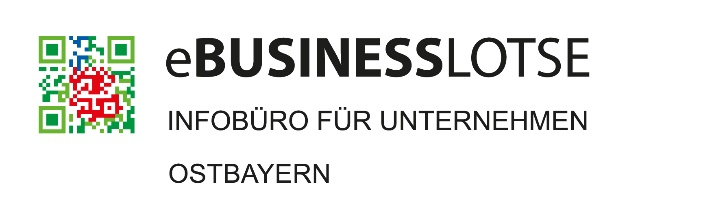 eBUSINESSLOTSE
INFOBÜRO FÜR UNTERNEHMEN
OSTBAYERN